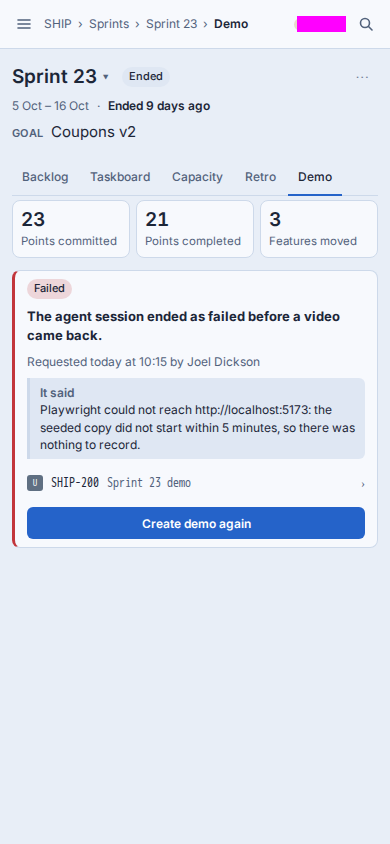 SHIP › Sprints › Sprint 23 › Demo
Sprint 23 ▾ Ended ...
5 Oct – 16 Oct · Ended 9 days ago
GOAL Coupons v2
Backlog Taskboard Capacity Retro Demo
23 21 3
Points committed Points completed Features moved
Failed
The agent session ended as failed before a video
came back.
Requested today at 10:15 by Joel Dickson
It said
Playwright could not reach http://localhost:5173: the
seeded copy did not start within 5 minutes, so there was
nothing to record.
U SHIP-200 Sprint 23 demo ›
Create demo again